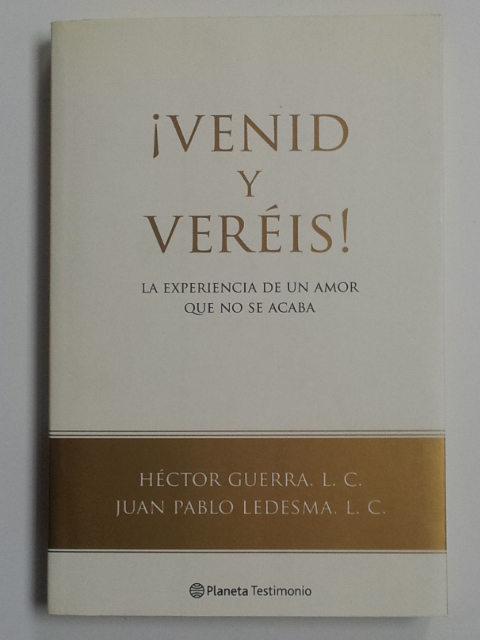 ¡VENID
Y
VERÉIS!
LA EXPERIENCIA DE UN AMOR
QUE NO SE ACABA
HÉCTOR GUERRA, L. C.
JUAN PABLO LEDESMA, L. C.
Planeta Testimonio